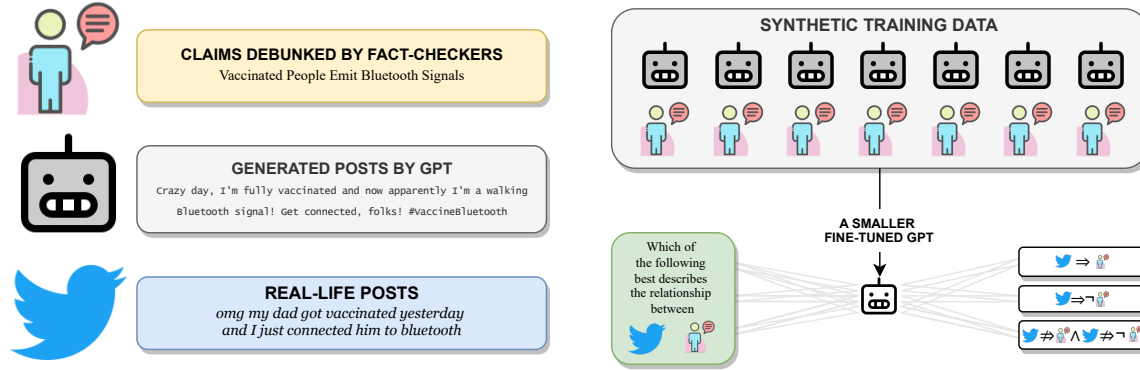 CLAIMS DEBUNKED BY FACT-CHECKERS
Vaccinated People Emit Bluetooth Signals
GENERATED POSTS BY GPT
Crazy day, I'm fully vaccinated and now apparently I'm a walking
Bluetooth signal! Get connected, folks! #VaccineBluetooth
REAL-LIFE POSTS
omg my dad got vaccinated yesterday
and I just connected him to bluetooth
SYNTHETIC TRAINING DATA
A SMALLER
FINE-TUNED GPT
Which of
the following
best describes
the relationship
between
⇒
⇒¬
⇏ ∧ ⇏ ¬